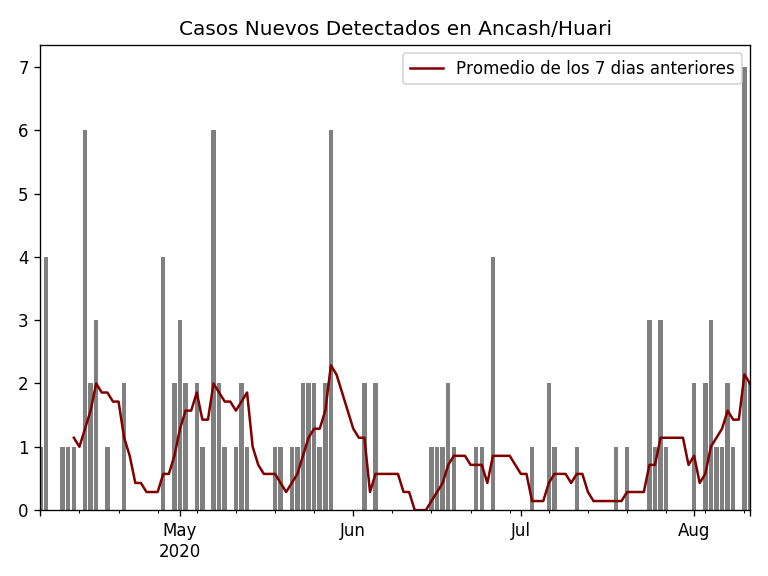 Casos Nuevos Detectados en Ancash/Huari
Promedio de los 7 dias anteriores
7
6
5
4
3
2
1
0
May
2020
Jun
Jul
Aug